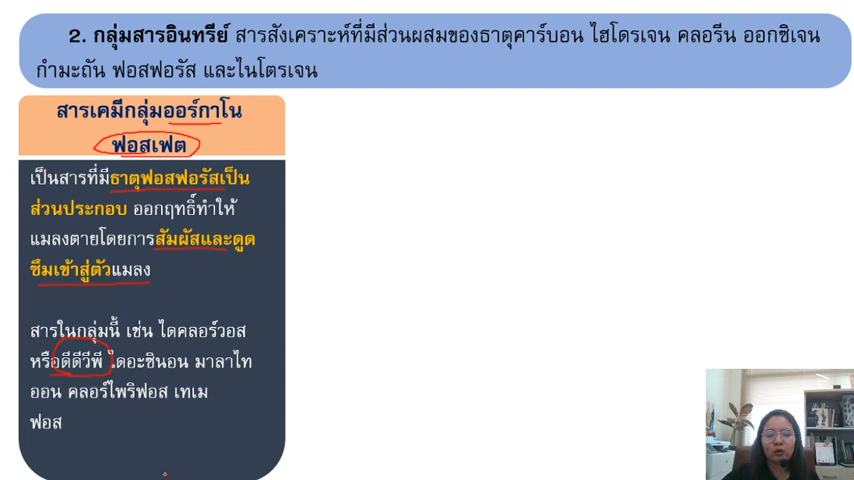 2. กลุ่มสารอินทรีย์ สารสังเคราะห์ที่มีส่วนผสมของธาตุคาร์บอน ไฮโดรเจน คลอรีน ออกซิเจน
กำมะถัน ฟอสฟอรัส และไนโตรเจน
สารเคมีกลุ่มออร์กาโน
ฟอสเฟต
เป็นสารที่มีธาตุฟอสฟอรัสเป็น
ส่วนประกอบ ออกฤทธิ์ทำให้
แมลงตายโดยการสัมผัสและดูด
ซึมเข้าสู่ตัวแมลง
สารในกลุ่มนี้ เช่น ไดคลอร์วอส
หรือดีดีวีพี ไดอะซินอน มาลาไท
ออน คลอร์ไพริฟอส เทเม
ฟอส